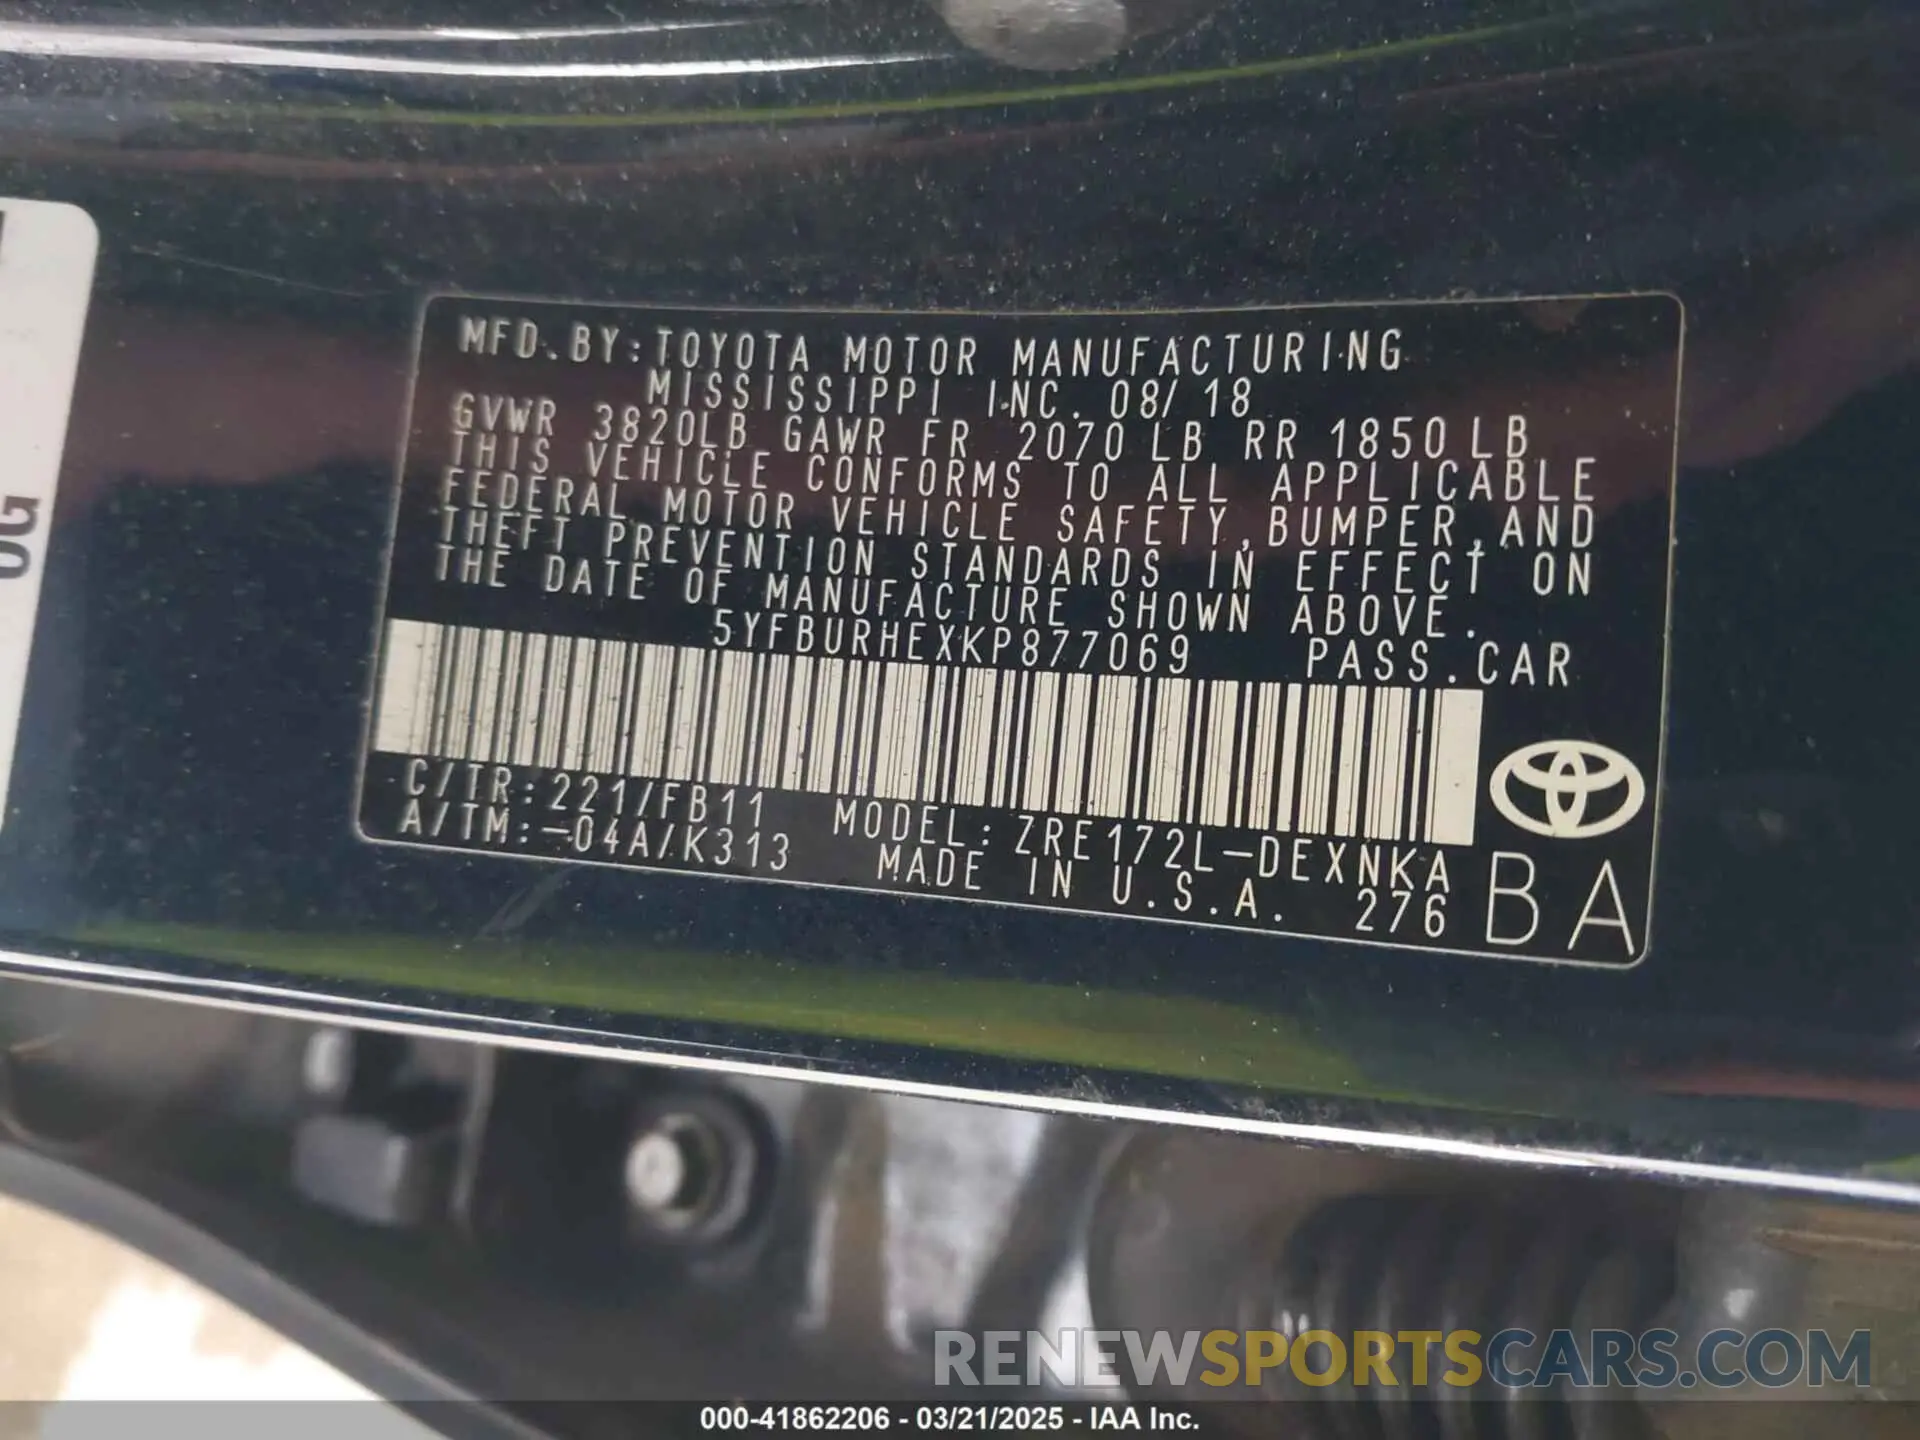 OG
MFD.BY:TOYOTA MOTOR MANUFACTURING
MISSISSIPPI INC. 08/18
GVWR 3820LB GAWR FR 2070LB RR 1850LB
THIS VEHICLE CONFORMS TO ALL APPLICABLE
FEDERAL MOTOR VEHICLE SAFETY,BUMPER,AND
THEFT PREVENTION STANDARDS IN EFFECT ON
THE DATE OF MANUFACTURE SHOWN ABOVE.
5YFBURHEXKP877069 PASS.CAR
C/TR:221/FB11 MODEL:ZRE172L-DEXNKA
A/TM:-04A/K313 MADE IN U.S.A. 276
BA
RENEWSPORTSCARS.COM
000-41862206 - 03/21/2025 - IAA Inc.